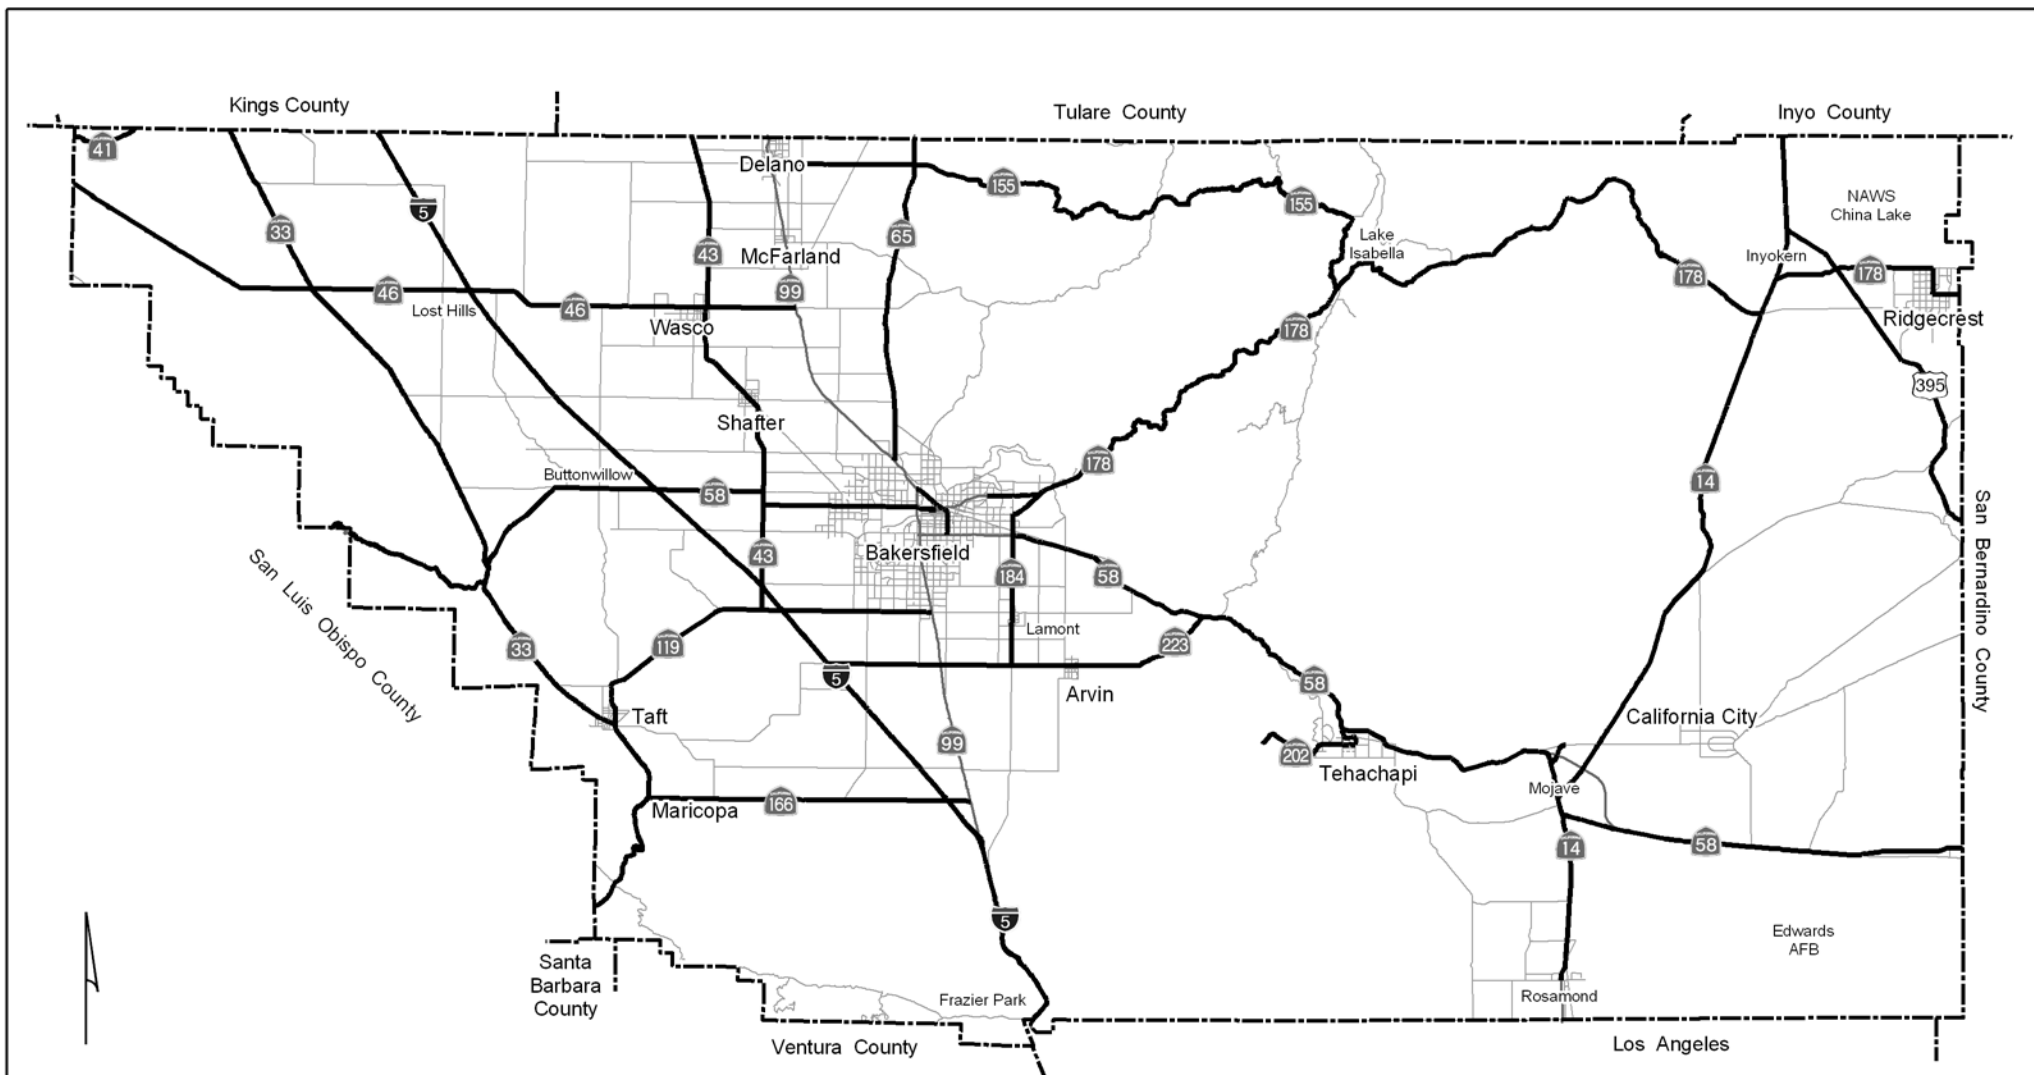 Kings County
Tulare County
Inyo County
41
Delano
155
155
NAWS
China Lake
5
33
65
43
McFarland
Lake
Isabella
Inyokern
178
178
46
99
46
Lost Hills
Wasco
178
Ridgecrest
395
Shafter
178
Buttonwillow
58
14
San Bernardino County
43
Bakersfield
184
58
San Luis Obispo County
Lamont
33
119
223
5
58
Arvin
Taft
California City
99
202
Tehachapi
Mojave
166
Maricopa
14
58
5
Edwards
AFB
Santa
Barbara
County
Frazier Park
Rosamond
Ventura County
Los Angeles